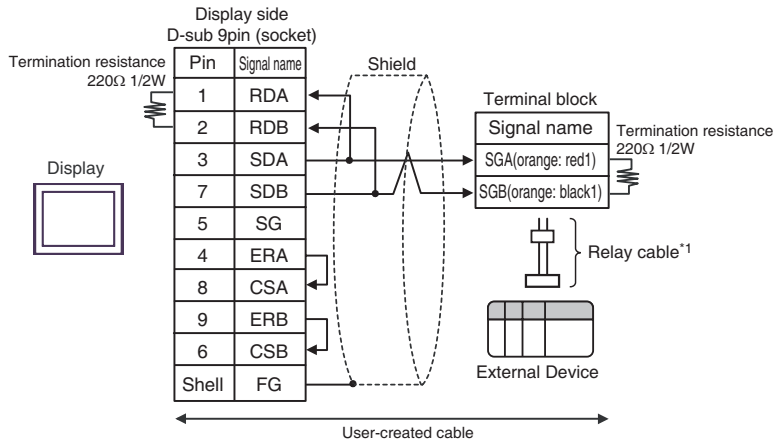 Display side
D-sub 9pin (socket)
Termination resistance
220Ω 1/2W
Pin Signal name
1 RDA
2 RDB
3 SDA
7 SDB
5 SG
4 ERA
8 CSA
9 ERB
6 CSB
Shell FG
Display
Shield
Terminal block
Signal name
SGA(orange: red1)
SGB(orange: black1)
Termination resistance
220Ω 1/2W
Relay cable*1
External Device
User-created cable